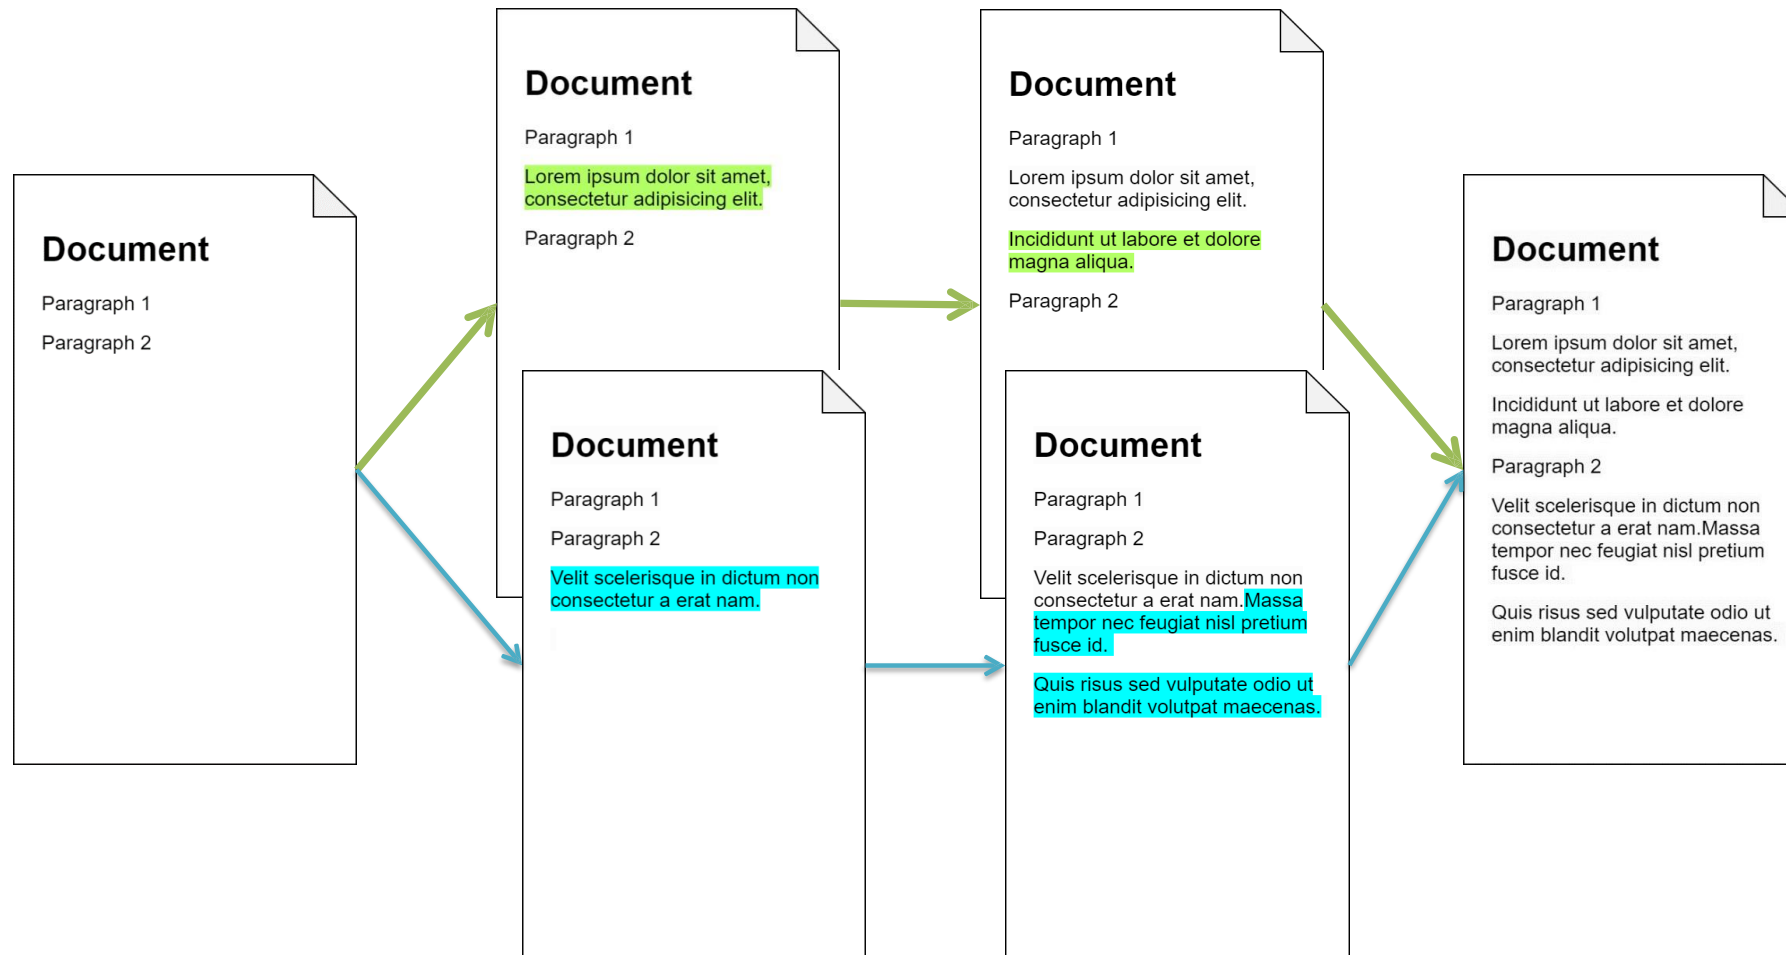 Document
Paragraph 1
Paragraph 2
Document
Paragraph 1
Lorem ipsum dolor sit amet,
consectetur adipisicing elit.
Paragraph 2
Document
Paragraph 1
Paragraph 2
Velit scelerisque in dictum non
consectetur a erat nam.
Document
Paragraph 1
Lorem ipsum dolor sit amet,
consectetur adipisicing elit.
Incididunt ut labore et dolore
magna aliqua.
Paragraph 2
Document
Paragraph 1
Paragraph 2
Velit scelerisque in dictum non
consectetur a erat nam.Massa
tempor nec feugiat nisl pretium
fusce id.
Quis risus sed vulputate odio ut
enim blandit volutpat maecenas.
Document
Paragraph 1
Lorem ipsum dolor sit amet,
consectetur adipisicing elit.
Incididunt ut labore et dolore
magna aliqua.
Paragraph 2
Velit scelerisque in dictum non
consectetur a erat nam.Massa
tempor nec feugiat nisl pretium
fusce id.
Quis risus sed vulputate odio ut
enim blandit volutpat maecenas.